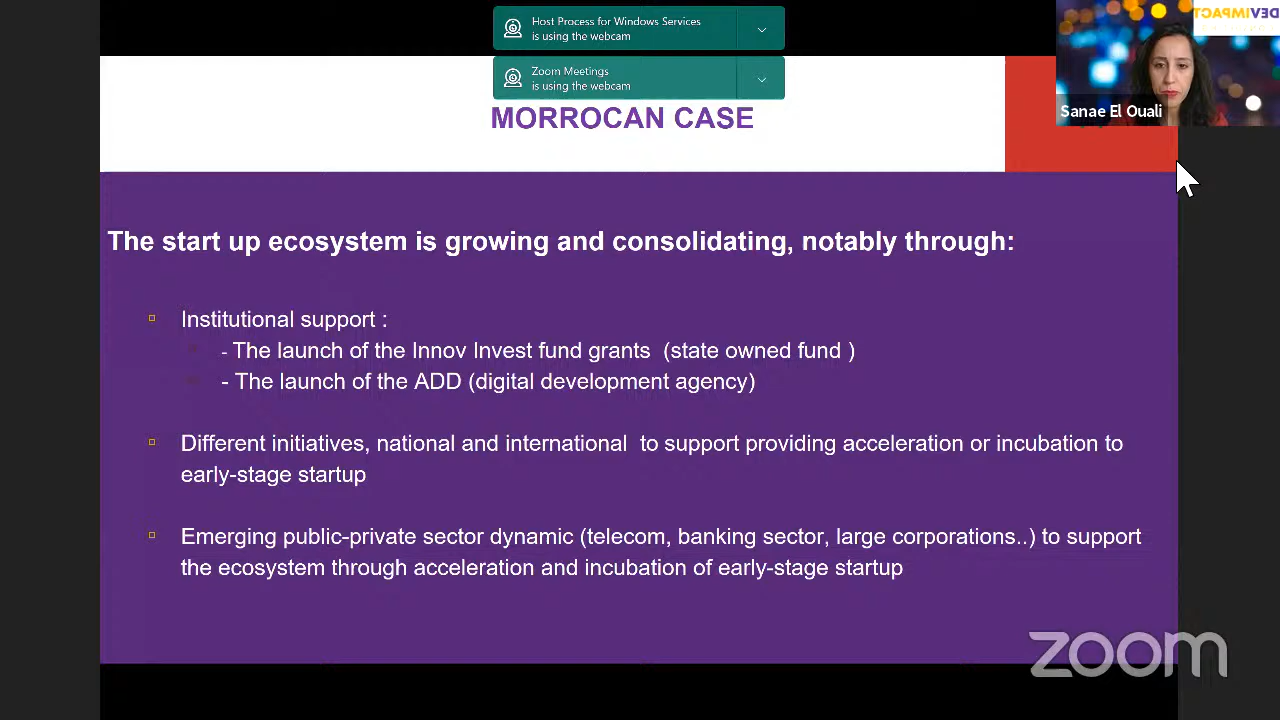 Host Process for Windows Services
is using the webcam
Zoom Meetings
is using the webcam
DEVIMPACT
Sanae El Ouali
MORROCAN CASE
The start up ecosystem is growing and consolidating, notably through:
Institutional support :
- The launch of the Innov Invest fund grants (state owned fund )
- The launch of the ADD (digital development agency)
Different initiatives, national and international to support providing acceleration or incubation to
early-stage startup
Emerging public-private sector dynamic (telecom, banking sector, large corporations..) to support
the ecosystem through acceleration and incubation of early-stage startup
zoom